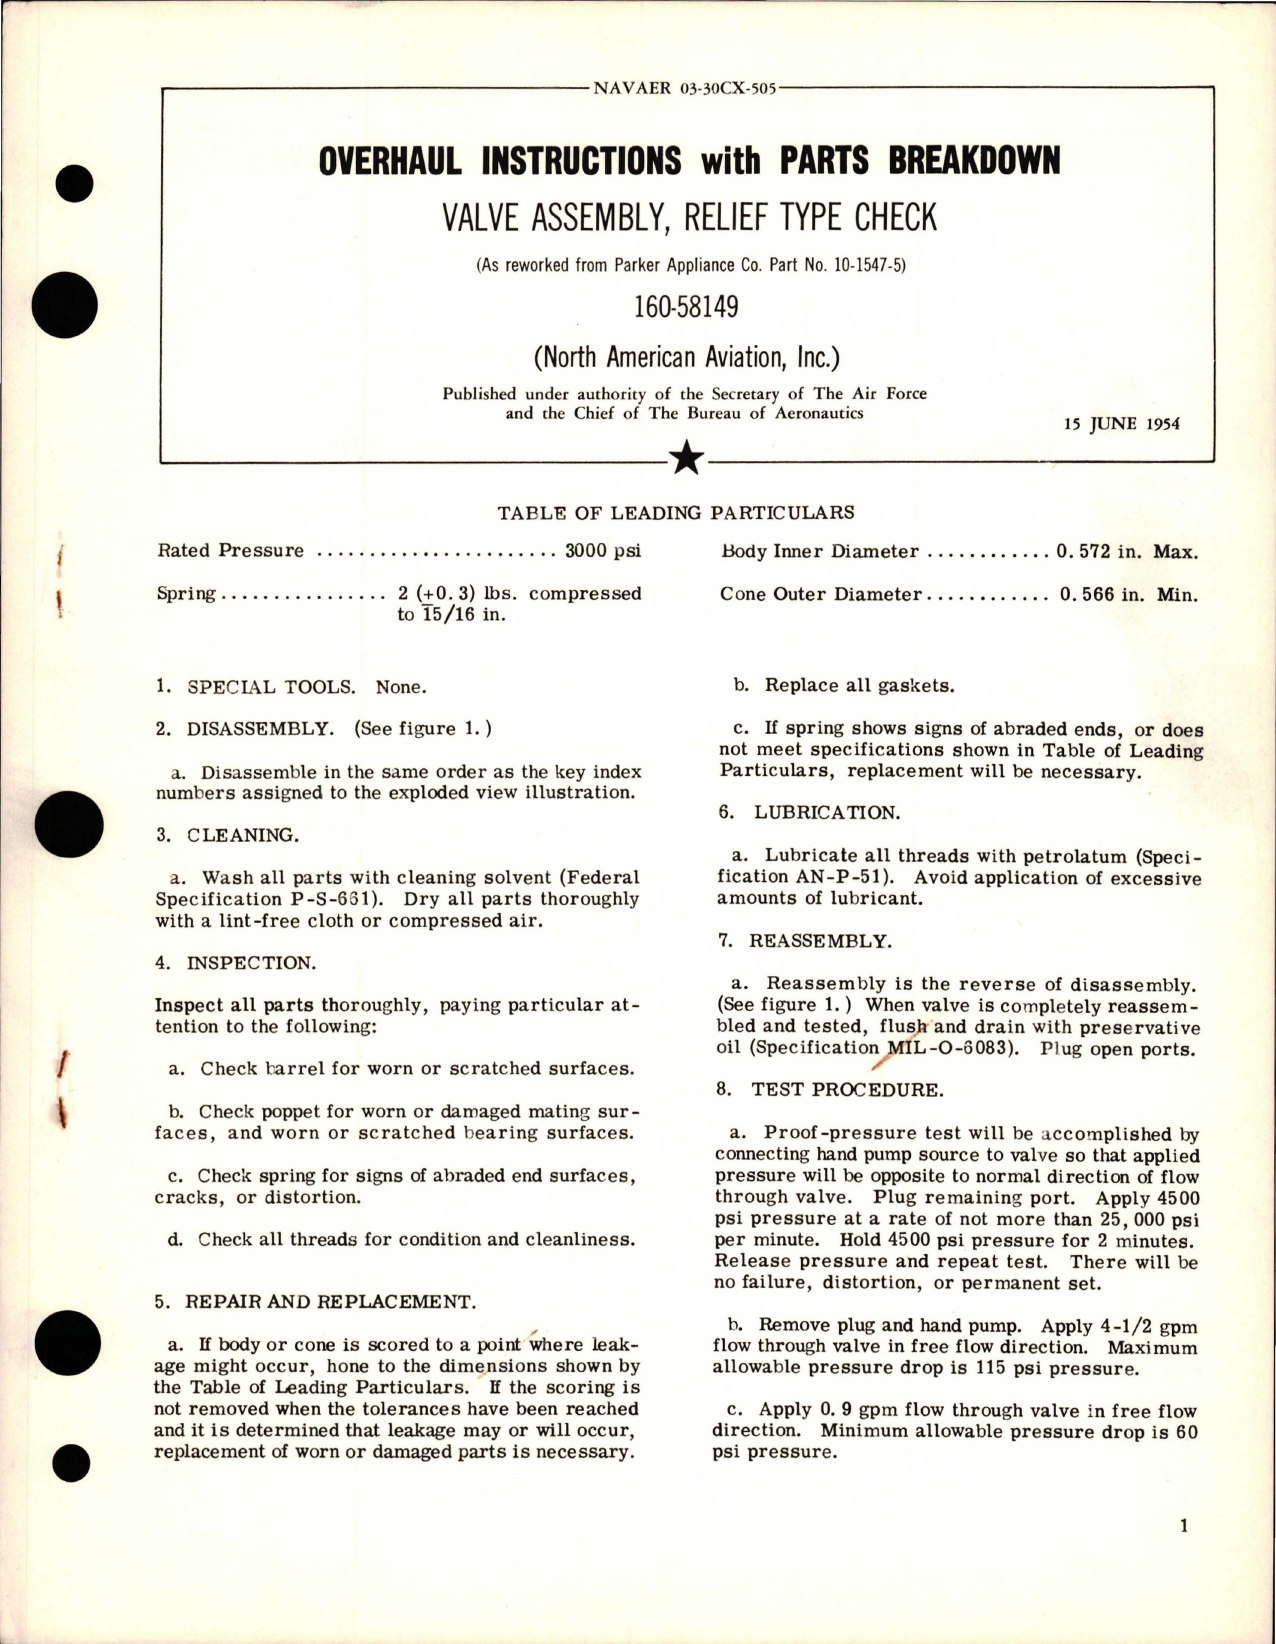 NAVAER 03-30CX-505
OVERHAUL INSTRUCTIONS with PARTS BREAKDOWN
VALVE ASSEMBLY, RELIEF TYPE CHECK
(As reworked from Parker Appliance Co. Part No. 10-1547-5)
160-58149
(North American Aviation, Inc.)
Published under authority of the Secretary of The Air Force
and the Chief of The Bureau of Aeronautics
15 JUNE 1954
TABLE OF LEADING PARTICULARS
Rated Pressure ....................... 3000 psi
Spring ................ 2 (±0.3) lbs. compressed
to 15/16 in.
Body Inner Diameter ............ 0.572 in. Max.
Cone Outer Diameter ............ 0.566 in. Min.
1. SPECIAL TOOLS. None.
2. DISASSEMBLY. (See figure 1.)
a. Disassemble in the same order as the key index
numbers assigned to the exploded view illustration.
3. CLEANING.
a. Wash all parts with cleaning solvent (Federal
Specification P-S-661). Dry all parts thoroughly
with a lint-free cloth or compressed air.
4. INSPECTION.
Inspect all parts thoroughly, paying particular at-
tention to the following:
a. Check barrel for worn or scratched surfaces.
b. Check poppet for worn or damaged mating sur-
faces, and worn or scratched bearing surfaces.
c. Check spring for signs of abraded end surfaces,
cracks, or distortion.
d. Check all threads for condition and cleanliness.
5. REPAIR AND REPLACEMENT.
a. If body or cone is scored to a point where leak-
age might occur, hone to the dimensions shown by
the Table of Leading Particulars. If the scoring is
not removed when the tolerances have been reached
and it is determined that leakage may or will occur,
replacement of worn or damaged parts is necessary.
b. Replace all gaskets.
c. If spring shows signs of abraded ends, or does
not meet specifications shown in Table of Leading
Particulars, replacement will be necessary.
6. LUBRICATION.
a. Lubricate all threads with petrolatum (Speci-
fication AN-P-51). Avoid application of excessive
amounts of lubricant.
7. REASSEMBLY.
a. Reassembly is the reverse of disassembly.
(See figure 1.) When valve is completely reassem-
bled and tested, flush and drain with preservative
oil (Specification MIL-O-6083). Plug open ports.
8. TEST PROCEDURE.
a. Proof-pressure test will be accomplished by
connecting hand pump source to valve so that applied
pressure will be opposite to normal direction of flow
through valve. Plug remaining port. Apply 4500
psi pressure at a rate of not more than 25,000 psi
per minute. Hold 4500 psi pressure for 2 minutes.
Release pressure and repeat test. There will be
no failure, distortion, or permanent set.
b. Remove plug and hand pump. Apply 4-1/2 gpm
flow through valve in free flow direction. Maximum
allowable pressure drop is 115 psi pressure.
c. Apply 0.9 gpm flow through valve in free flow
direction. Minimum allowable pressure drop is 60
psi pressure.
1